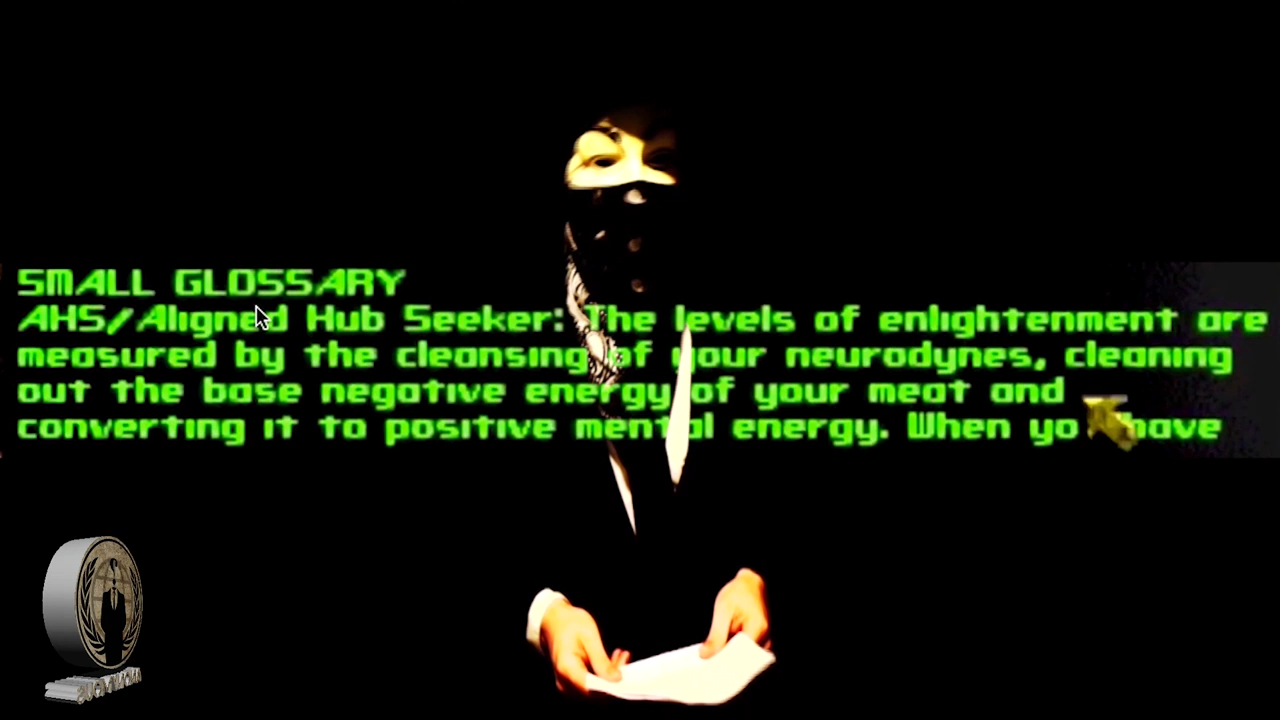 SMALL GLOSSARY
AHS/Aligned Hub Seeker: The levels of enlightenment are
measured by the cleansing of your neurodynes, cleaning
out the base negative energy of your meat and
converting it to positive mental energy. When yo have